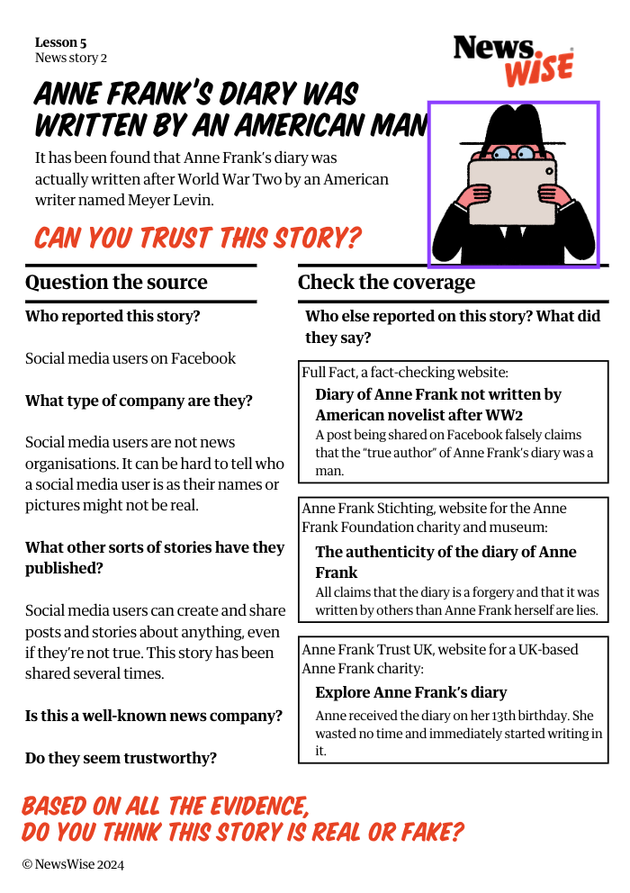 Lesson 5
News story 2
News
WISE
ANNE FRANK'S DIARY WAS
WRITTEN BY AN AMERICAN MAN
It has been found that Anne Frank's diary was
actually written after World War Two by an American
writer named Meyer Levin.
CAN YOU TRUST THIS STORY?
Question the source
Who reported this story?
Social media users on Facebook
What type of company are they?
Social media users are not news
organisations. It can be hard to tell who
a social media user is as their names or
pictures might not be real.
What other sorts of stories have they
published?
Social media users can create and share
posts and stories about anything, even
if they're not true. This story has been
shared several times.
Is this a well-known news company?
Do they seem trustworthy?
Check the coverage
Who else reported on this story? What did
they say?
Full Fact, a fact-checking website:
Diary of Anne Frank not written by
American novelist after WW2
A post being shared on Facebook falsely claims
that the "true author" of Anne Frank's diary was a
man.
Anne Frank Stichting, website for the Anne
Frank Foundation charity and museum:
The authenticity of the diary of Anne
Frank
All claims that the diary is a forgery and that it was
written by others than Anne Frank herself are lies.
Anne Frank Trust UK, website for a UK-based
Anne Frank charity:
Explore Anne Frank's diary
Anne received the diary on her 13th birthday. She
wasted no time and immediately started writing in
it.
BASED ON ALL THE EVIDENCE,
DO YOU THINK THIS STORY IS REAL OR FAKE?
© NewsWise 2024